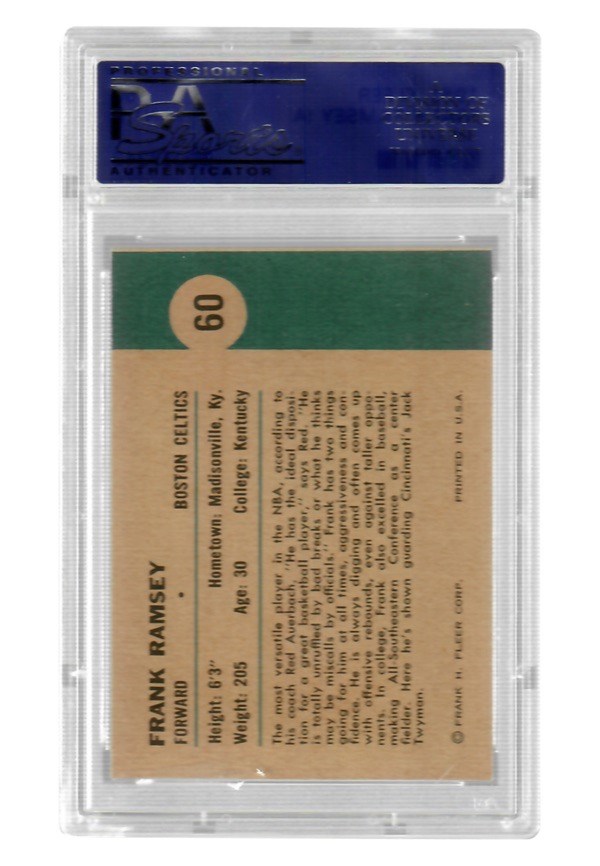 PROFESSIONAL
PSA
Sports
AUTHENTICATOR
A
DIVISION OF
COLLECTORS
UNIVERSE
60
FRANK RAMSEY
FORWARD • BOSTON CELTICS
Height: 6'3" Hometown: Madisonville, Ky.
Weight: 205 Age: 30 College: Kentucky
The most versatile player in the NBA, according to
his coach Red Auerbach, "He has the ideal disposi-
tion for a great basketball player," says Red. "He
is totally unruffled by bad breaks or what he thinks
may be miscalls by officials." Frank has two things
going for him at all times, aggressiveness and con-
fidence. He is always digging and often comes up
with offensive rebounds, even against taller oppo-
nents. In college, Frank also excelled in baseball,
making All-Southeastern Conference as a center
fielder. Here he's shown guarding Cincinnati's Jack
Twyman.
© FRANK H. FLEER CORP. PRINTED IN U.S.A.